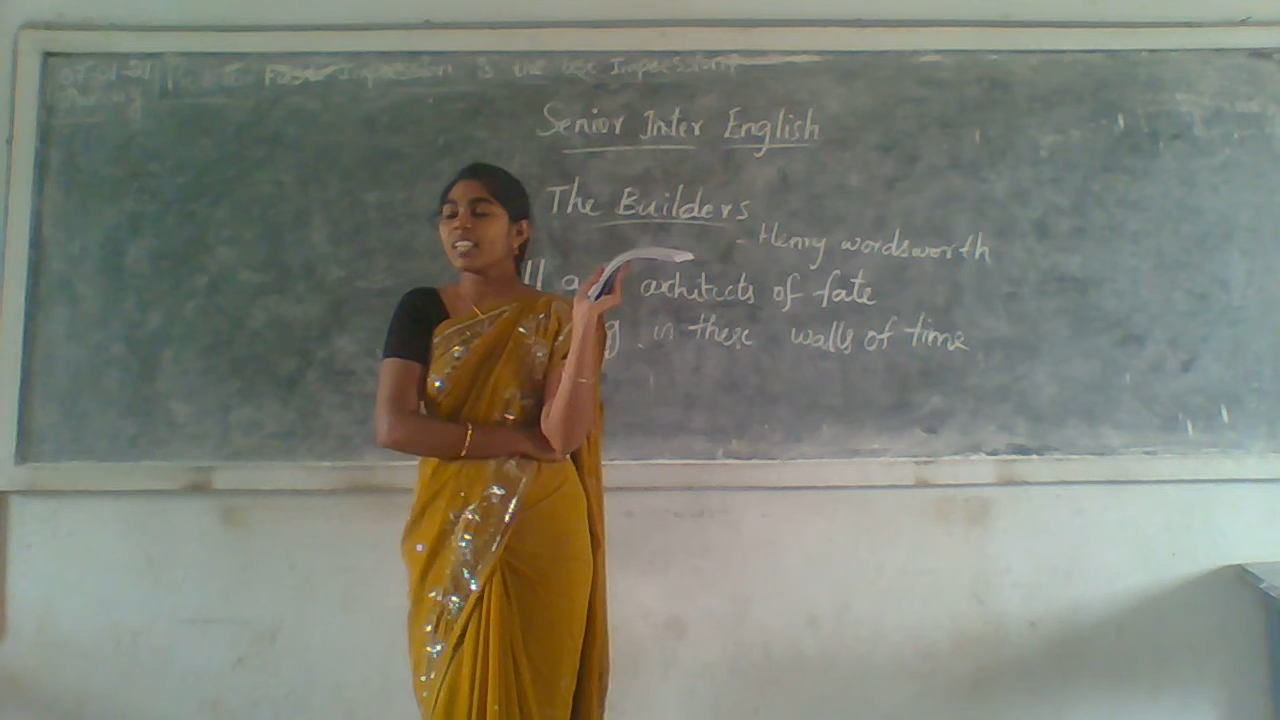 First Impression is the best Impression
Senior Inter English
The Builders
- Henry wordsworth
ll a architects of fate
g in these walls of time